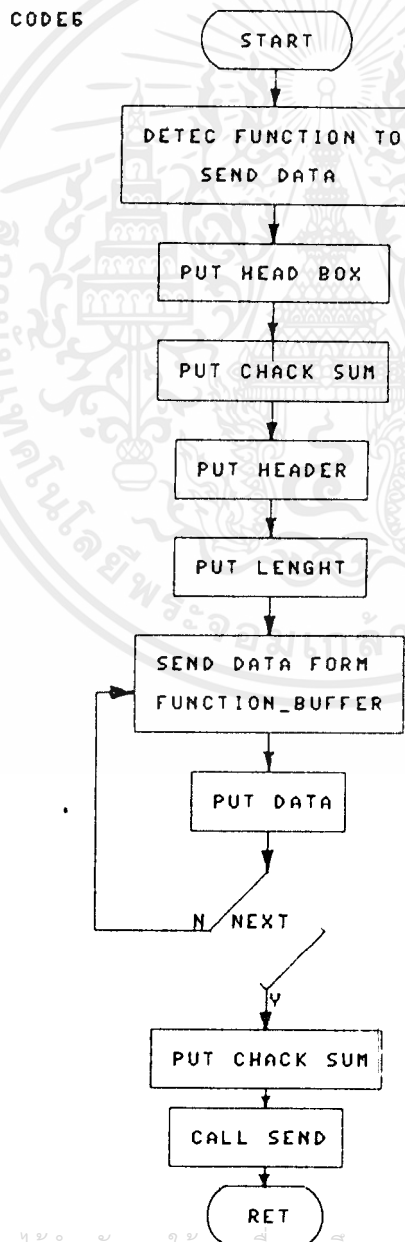 CODE6
START
DETEC FUNCTION TO
SEND DATA
PUT HEAD BOX
PUT CHACK SUM
PUT HEADER
PUT LENGHT
SEND DATA FORM
FUNCTION_BUFFER
PUT DATA
N NEXT
Y
PUT CHACK SUM
CALL SEND
RET